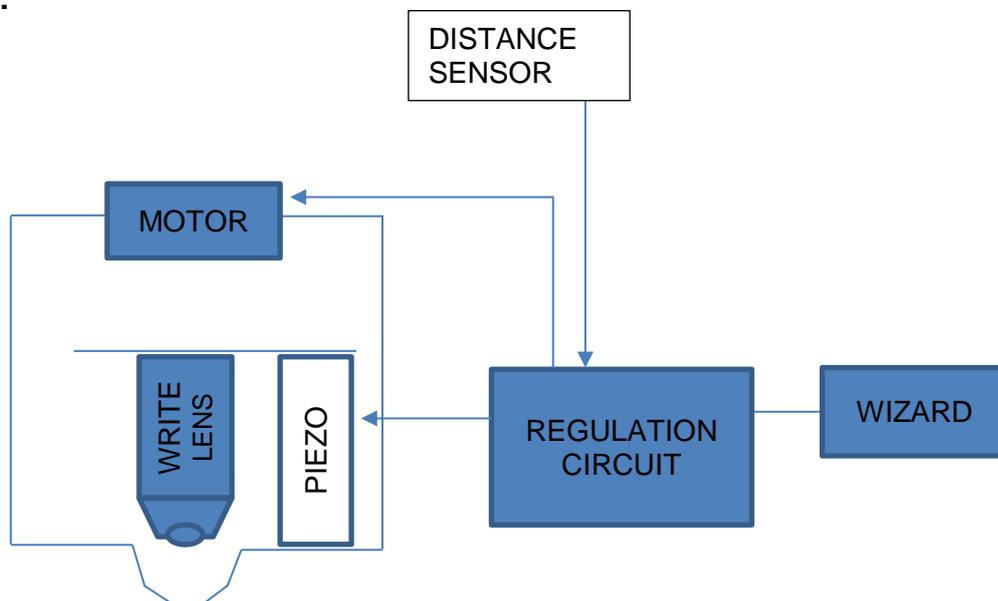 .
DISTANCE
SENSOR
MOTOR
WRITE
LENS
PIEZO
REGULATION
CIRCUIT
WIZARD